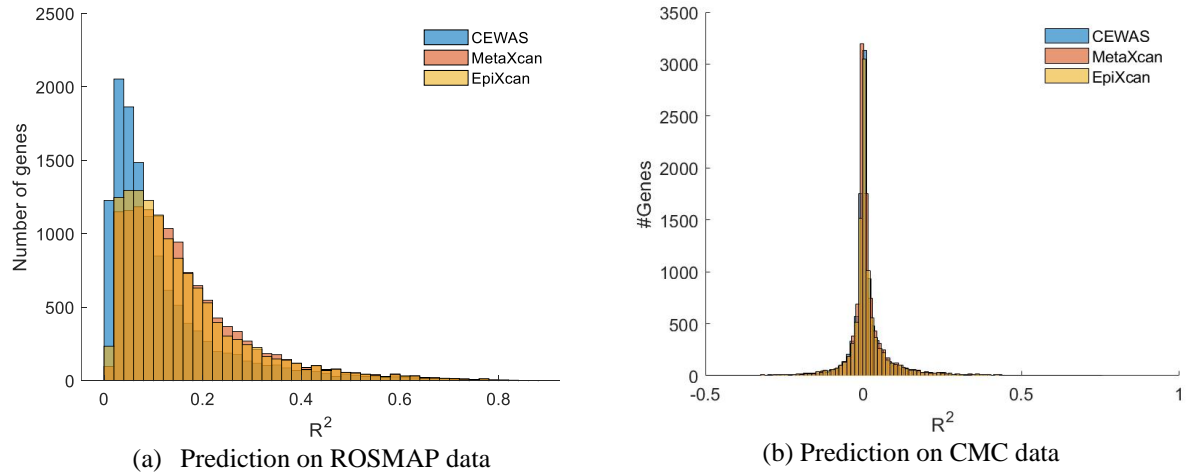 2500
2000
1500
1000
500
0
Number of genes
CEWAS
MetaXcan
EpiXcan
0
0.2
0.4
0.6
0.8
R²
(a) Prediction on ROSMAP data
3500
3000
2500
2000
1500
1000
500
0
#Genes
CEWAS
MetaXcan
EpiXcan
-0.5
0
0.5
1
R²
(b) Prediction on CMC data